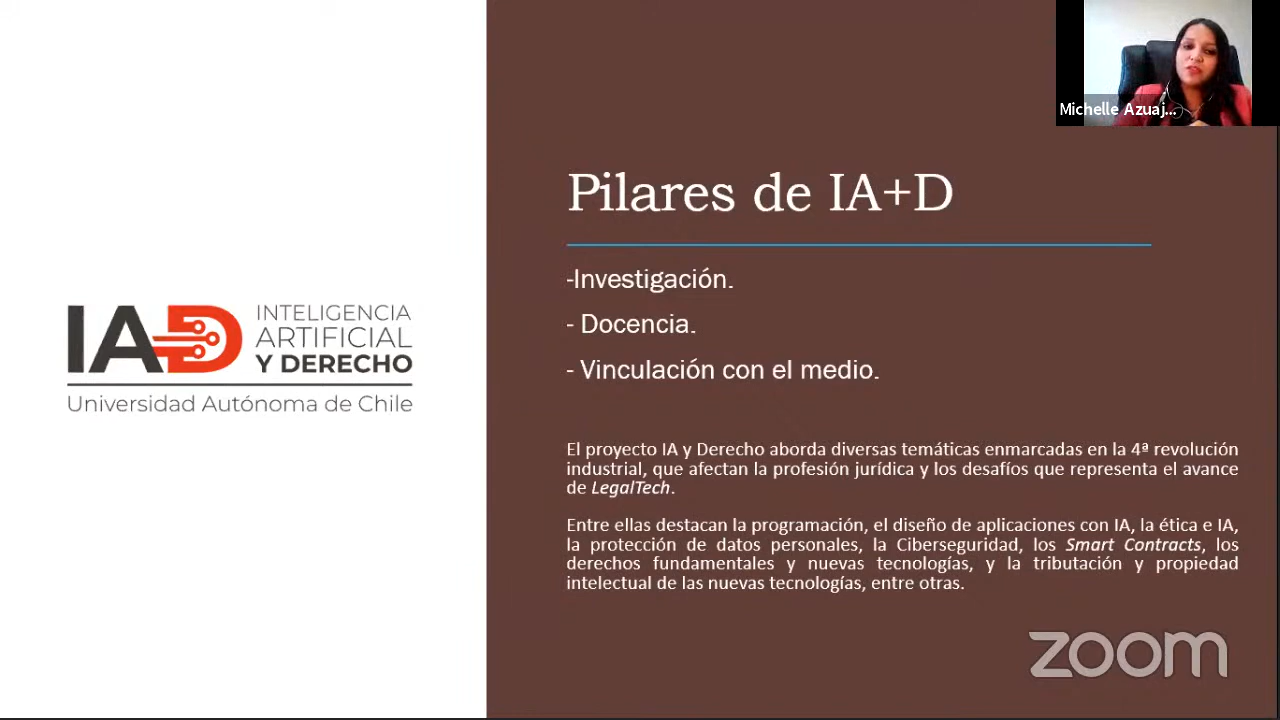 Michelle Azuaj...
Pilares de IA+D
-Investigación.
- Docencia.
- Vinculación con el medio.
IAD
INTELIGENCIA
ARTIFICIAL
Y DERECHO
Universidad Autónoma de Chile
El proyecto IA y Derecho aborda diversas temáticas enmarcadas en la 4ª revolución
industrial, que afectan la profesión jurídica y los desafíos que representa el avance
de LegalTech.
Entre ellas destacan la programación, el diseño de aplicaciones con IA, la ética e IA,
la protección de datos personales, la Ciberseguridad, los Smart Contracts, los
derechos fundamentales y nuevas tecnologías, y la tributación y propiedad
intelectual de las nuevas tecnologías, entre otras.
zoom